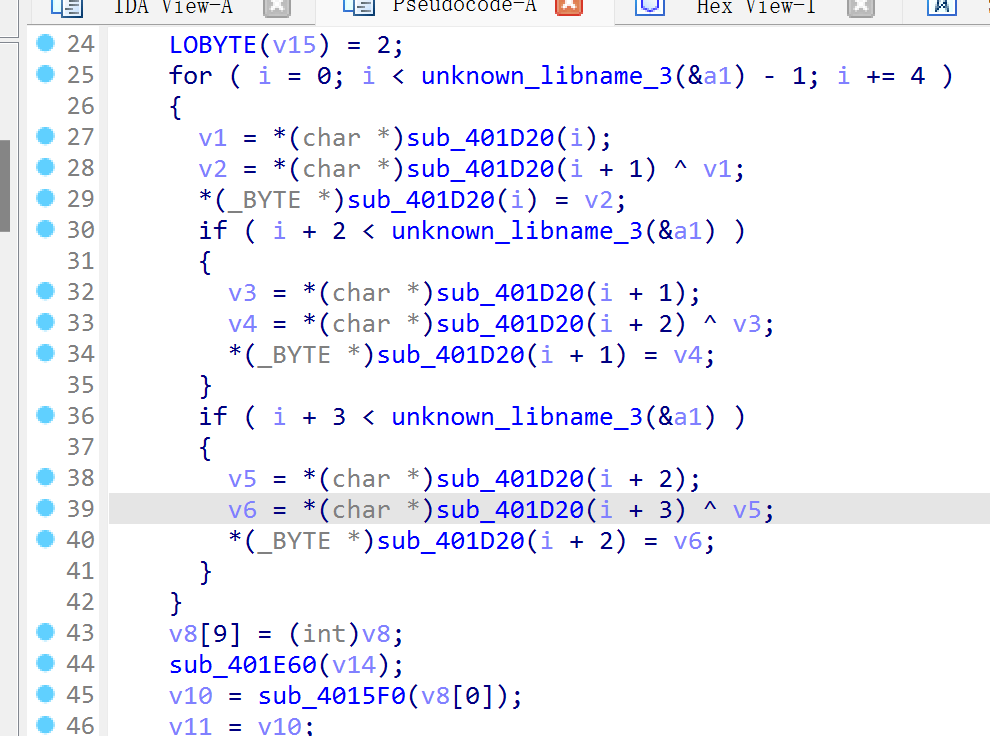 IDA View-A Pseudocode-A Hex View-1
24 LOBYTE(v15) = 2;
25 for ( i = 0; i < unknown_libname_3(&a1) - 1; i += 4 )
26 {
27 v1 = *(char *)sub_401D20(i);
28 v2 = *(char *)sub_401D20(i + 1) ^ v1;
29 *(_BYTE *)sub_401D20(i) = v2;
30 if ( i + 2 < unknown_libname_3(&a1) )
31 {
32 v3 = *(char *)sub_401D20(i + 1);
33 v4 = *(char *)sub_401D20(i + 2) ^ v3;
34 *(_BYTE *)sub_401D20(i + 1) = v4;
35 }
36 if ( i + 3 < unknown_libname_3(&a1) )
37 {
38 v5 = *(char *)sub_401D20(i + 2);
39 v6 = *(char *)sub_401D20(i + 3) ^ v5;
40 *(_BYTE *)sub_401D20(i + 2) = v6;
41 }
42 }
43 v8[9] = (int)v8;
44 sub_401E60(v14);
45 v10 = sub_4015F0(v8[0]);
46 v11 = v10;